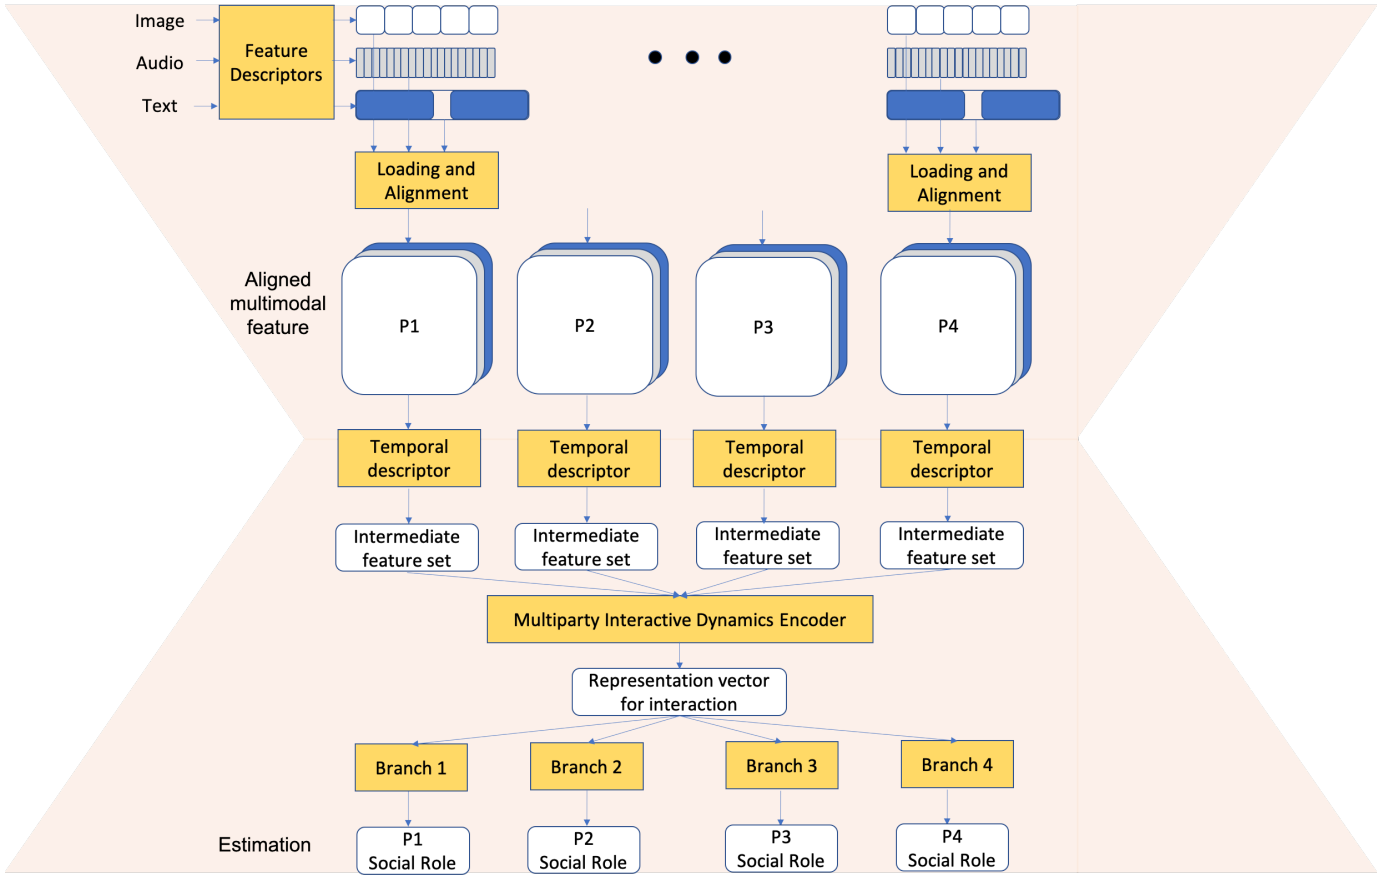 Image
Audio
Text
Feature
Descriptors
Loading and
Alignment
Loading and
Alignment
Aligned
multimodal
feature
P1
P2
P3
P4
Temporal
descriptor
Temporal
descriptor
Temporal
descriptor
Temporal
descriptor
Intermediate
feature set
Intermediate
feature set
Intermediate
feature set
Intermediate
feature set
Multiparty Interactive Dynamics Encoder
Representation vector
for interaction
Branch 1
Branch 2
Branch 3
Branch 4
Estimation
P1
Social Role
P2
Social Role
P3
Social Role
P4
Social Role